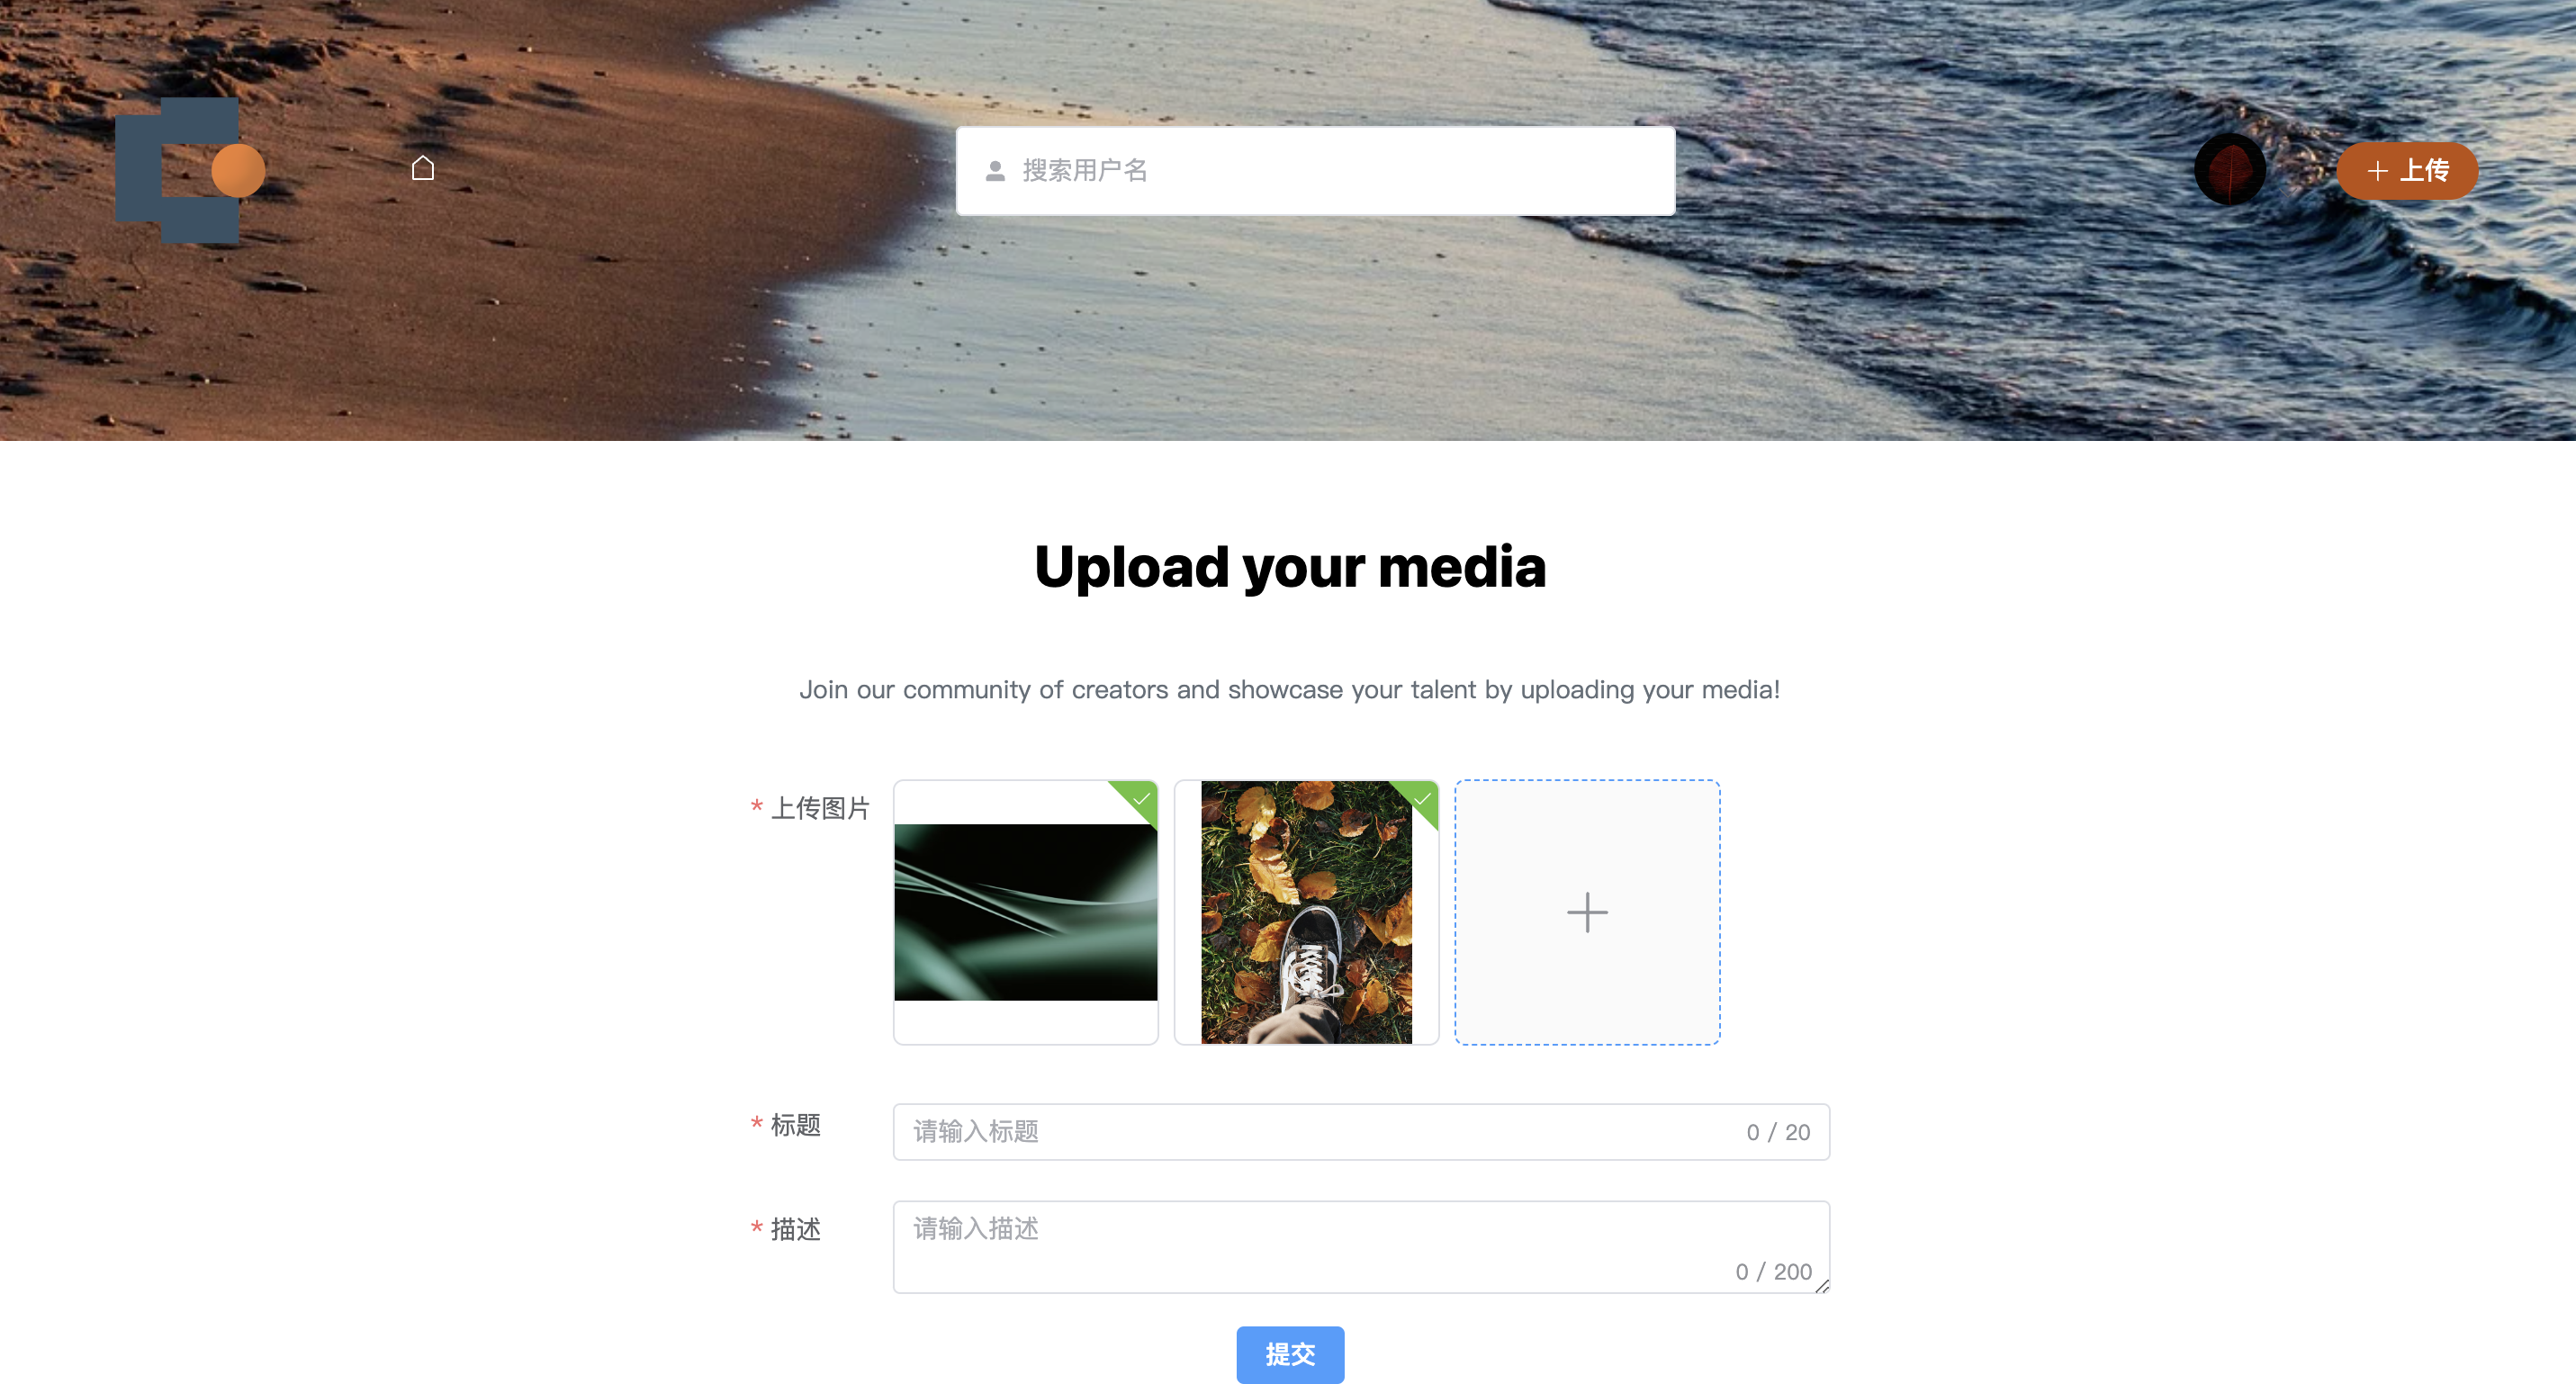 搜索用户名
上传
Upload your media
Join our community of creators and showcase your talent by uploading your media!
* 上传图片
* 标题
请输入标题
0 / 20
* 描述
请输入描述
0 / 200
提交